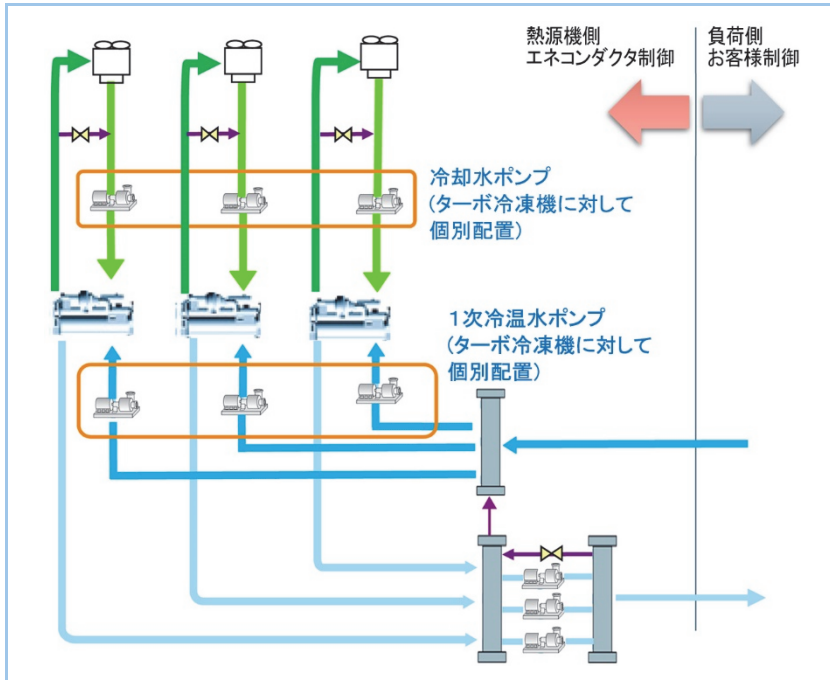 熱源機側
エネコンダクタ制御
負荷側
お客様制御
冷却水ポンプ
(ターボ冷凍機に対して
個別配置)
1次冷温水ポンプ
(ターボ冷凍機に対して
個別配置)